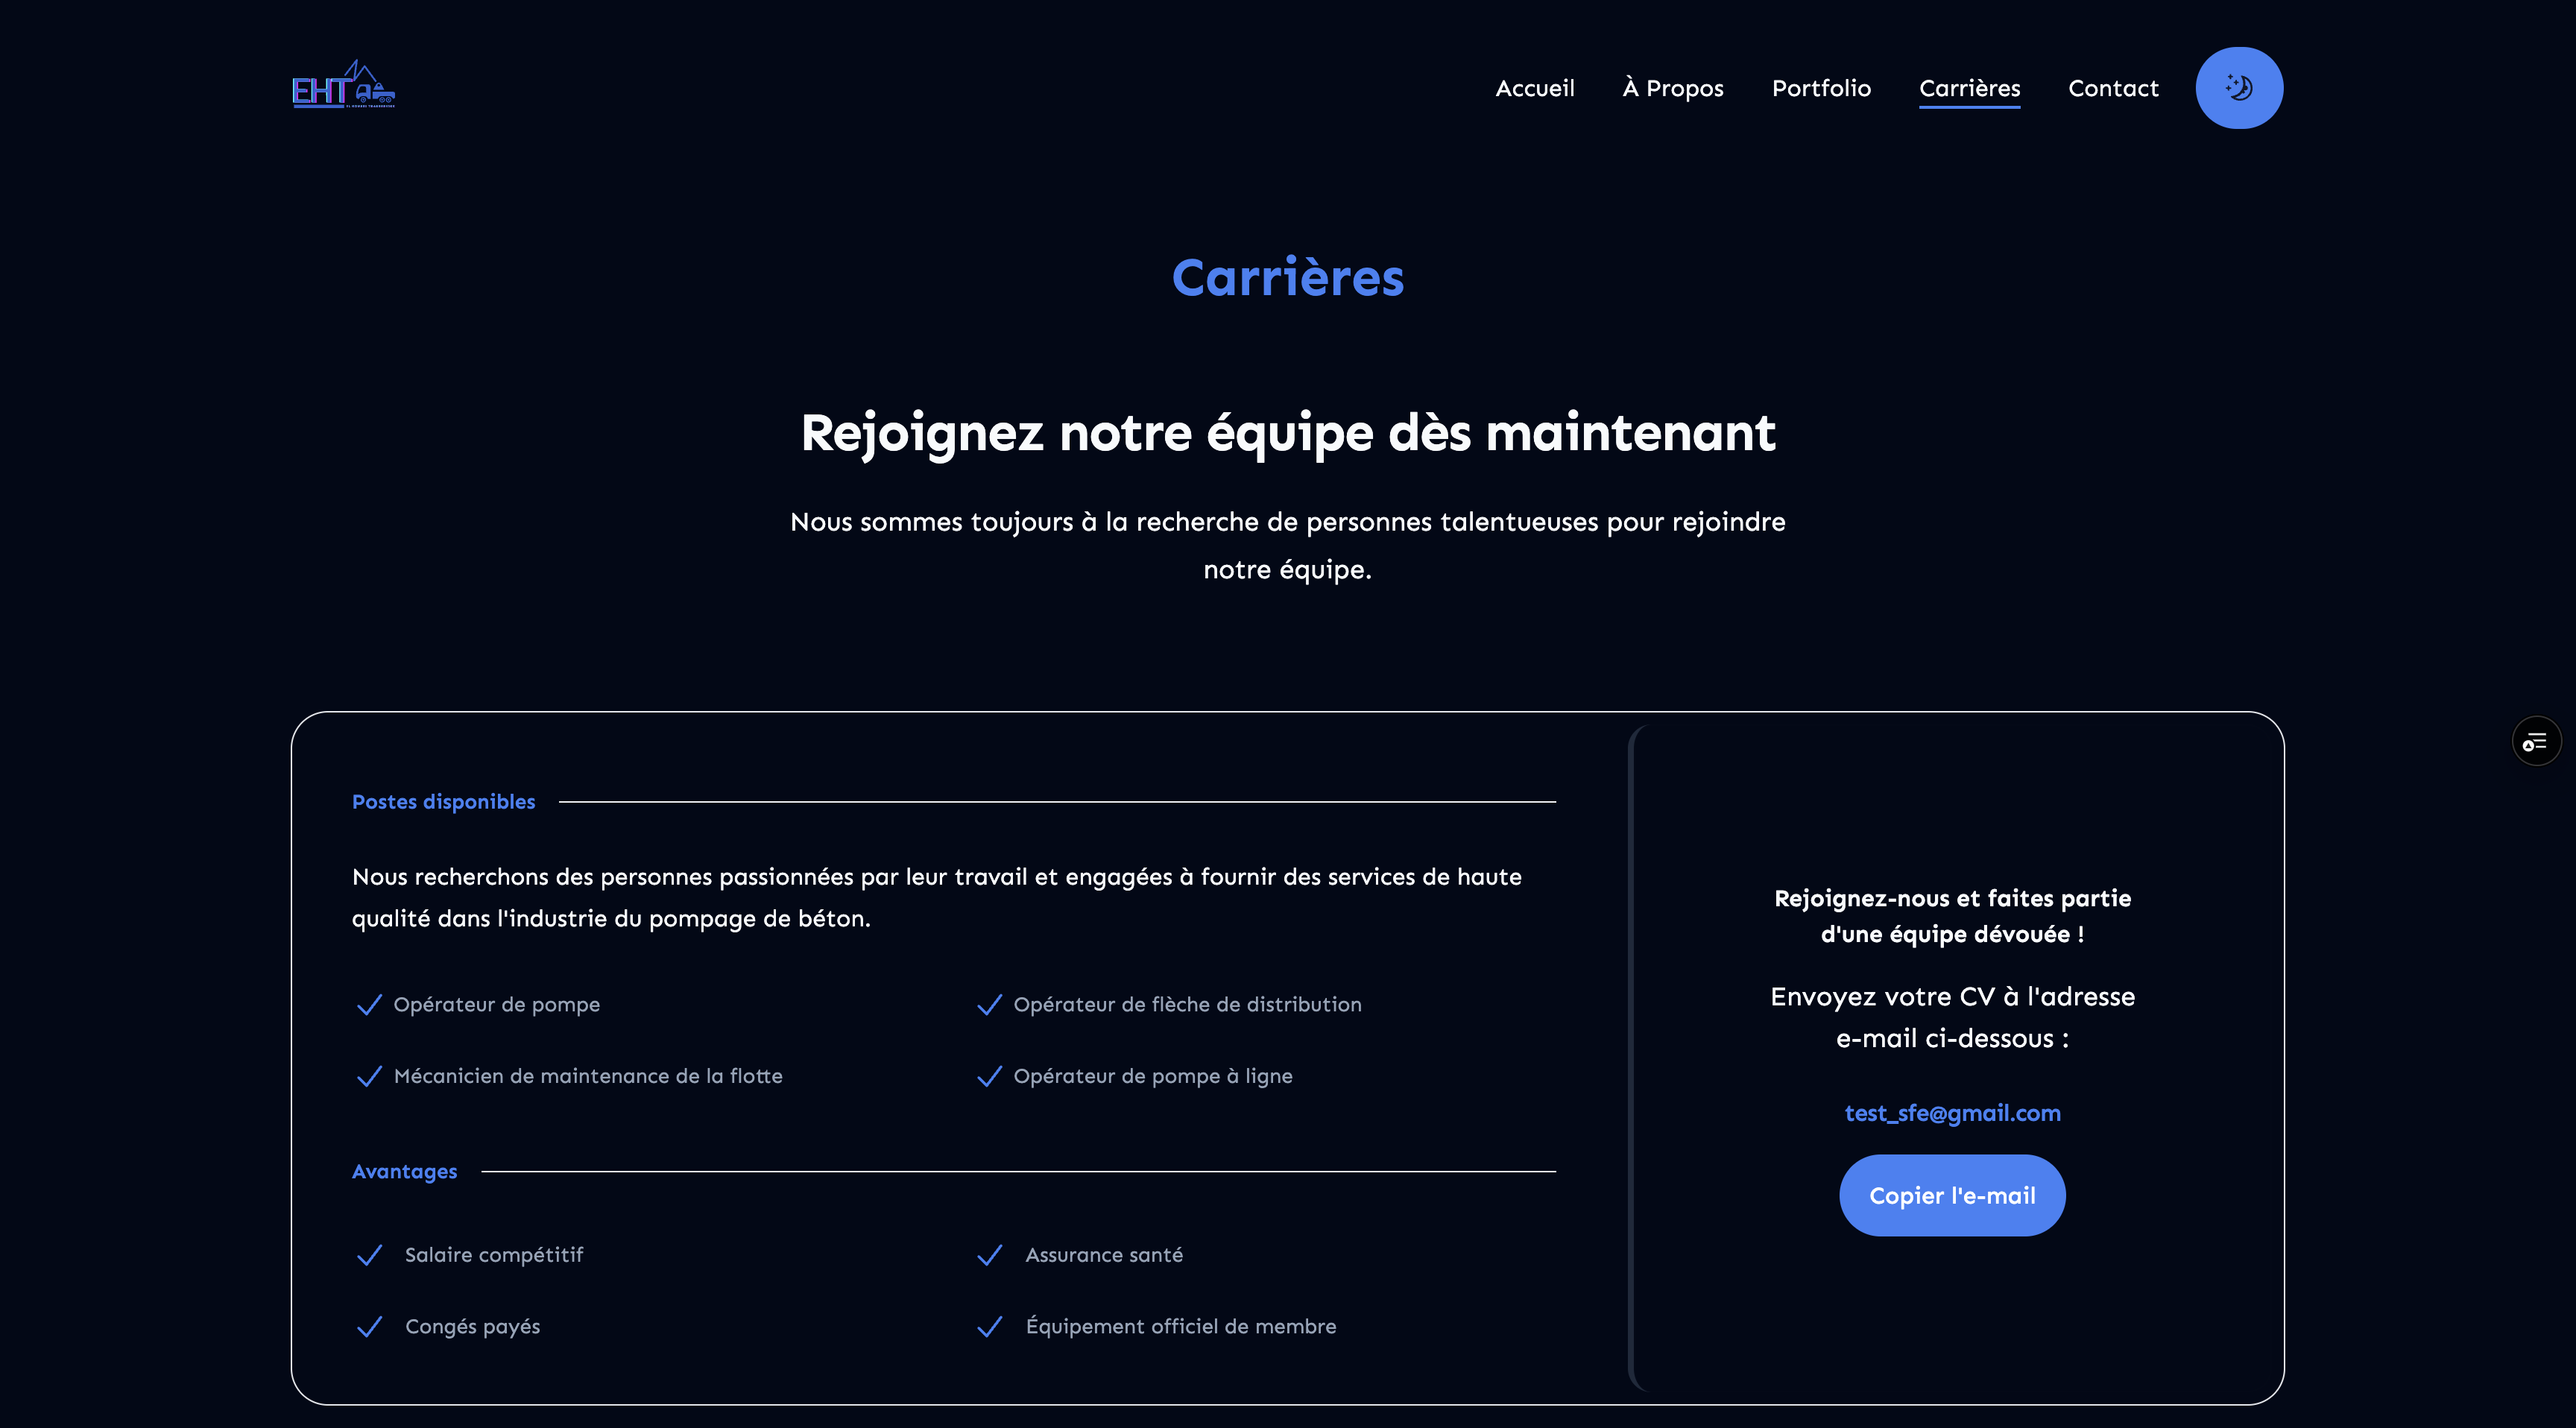 EHT
Accueil À Propos Portfolio Carrières Contact
Carrières
Rejoignez notre équipe dès maintenant
Nous sommes toujours à la recherche de personnes talentueuses pour rejoindre
notre équipe.
Postes disponibles
Nous recherchons des personnes passionnées par leur travail et engagées à fournir des services de haute
qualité dans l'industrie du pompage de béton.
Opérateur de pompe
Opérateur de flèche de distribution
Mécanicien de maintenance de la flotte
Opérateur de pompe à ligne
Avantages
Salaire compétitif
Assurance santé
Congés payés
Équipement officiel de membre
Rejoignez-nous et faites partie
d'une équipe dévouée !
Envoyez votre CV à l'adresse
e-mail ci-dessous :
test_sfe@gmail.com
Copier l'e-mail